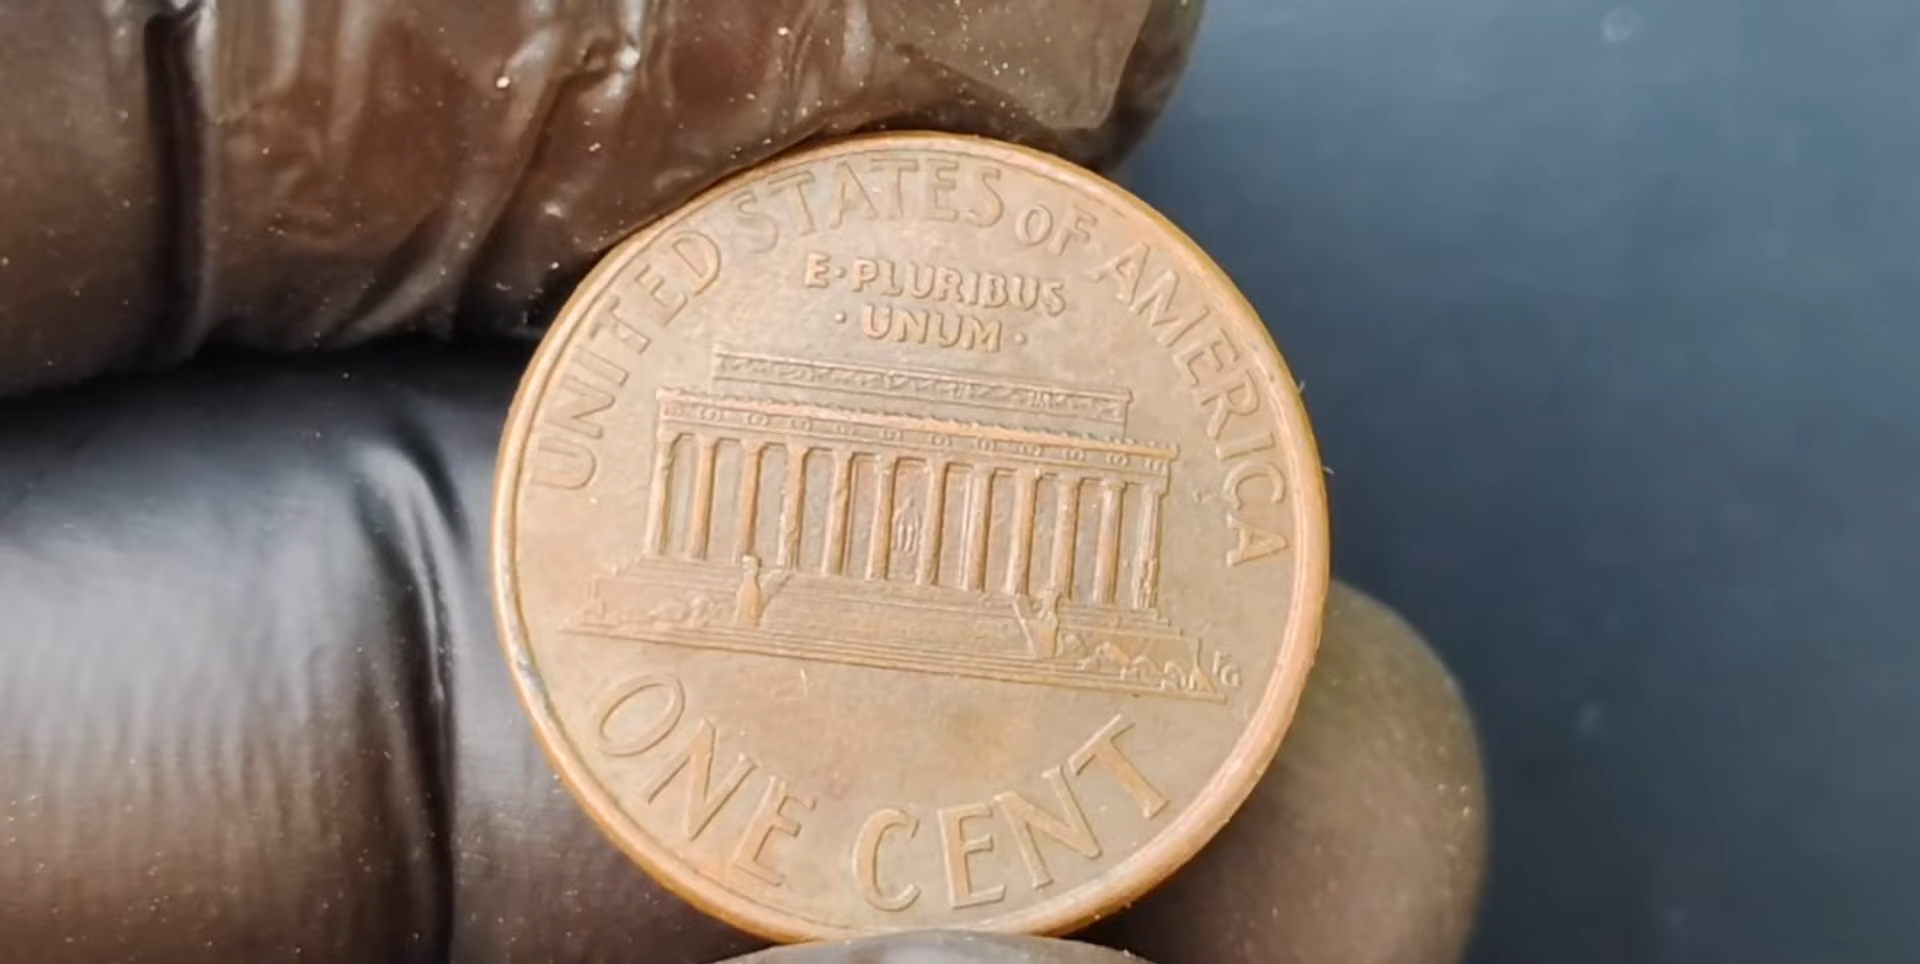 UNITED STATES OF AMERICA
E·PLURIBUS
·UNUM·
FG
ONE CENT